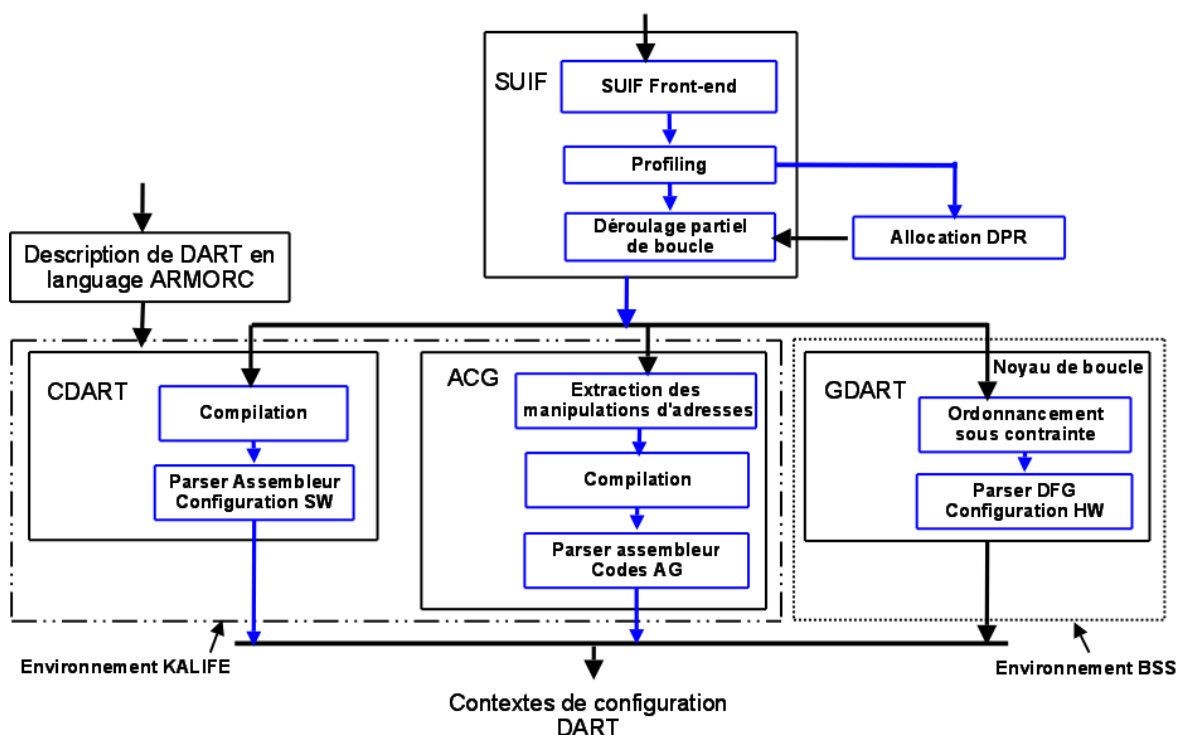 SUIF
SUIF Front-end
Profiling
Déroulage partiel
de boucle
Allocation DPR
Description de DART en
language ARMORC
CDART
Compilation
Parser Assembleur
Configuration SW
ACG
Extraction des
manipulations d'adresses
Compilation
Parser assembleur
Codes AG
Noyau de boucle
GDART
Ordonnancement
sous contrainte
Parser DFG
Configuration HW
Environnement KALIFE
Environnement BSS
Contextes de configuration
DART